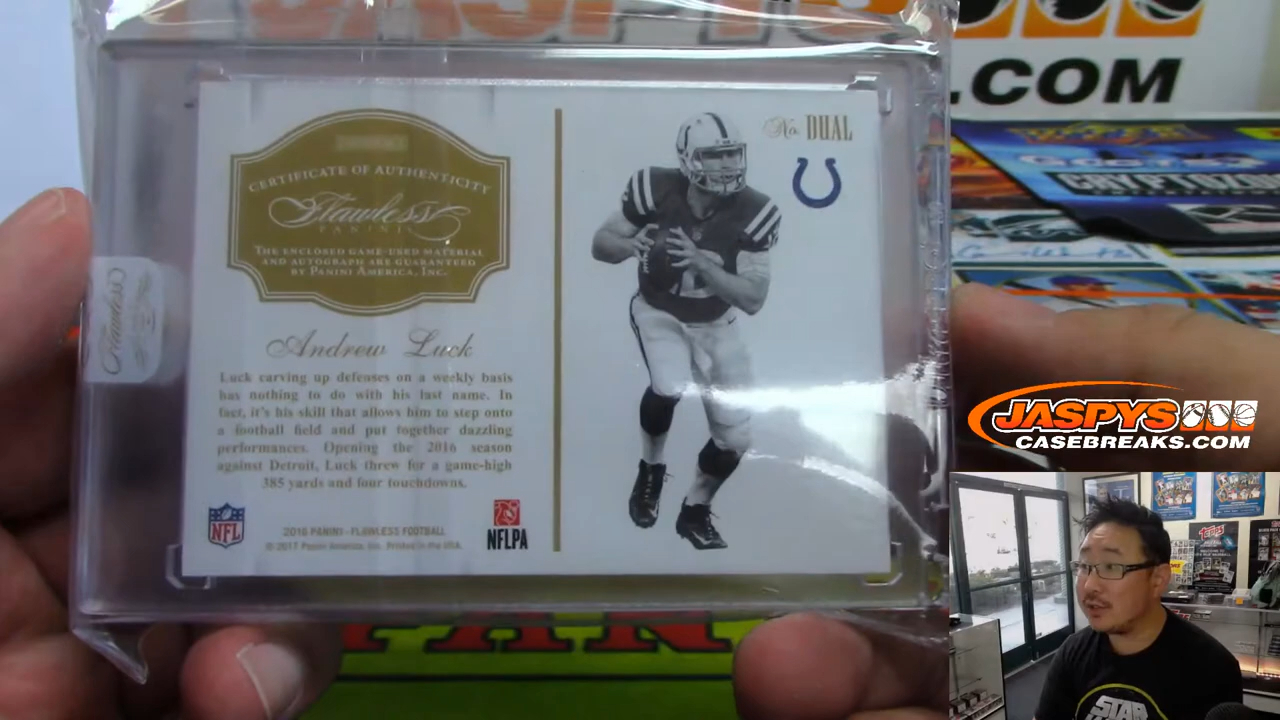 .COM
CERTIFICATE OF AUTHENTICITY
Flawless
PANINI
THE ENCLOSED GAME-USED MATERIAL
AND AUTOGRAPH ARE GUARANTEED
BY PANINI AMERICA, INC.
Andrew Luck
Luck carving up defenses on a weekly basis
has nothing to do with his last name. In
fact, it's his skill that allows him to step onto
a football field and put together dazzling
performances. Opening the 2016 season
against Detroit, Luck threw for a game-high
385 yards and four touchdowns.
NFL
2016 PANINI - FLAWLESS FOOTBALL
© 2017 Panini America, Inc. Printed in the USA.
NFLPA
No. DUAL
Flawless
JASPYS
CASEBREAKS.COM
topps
STAR